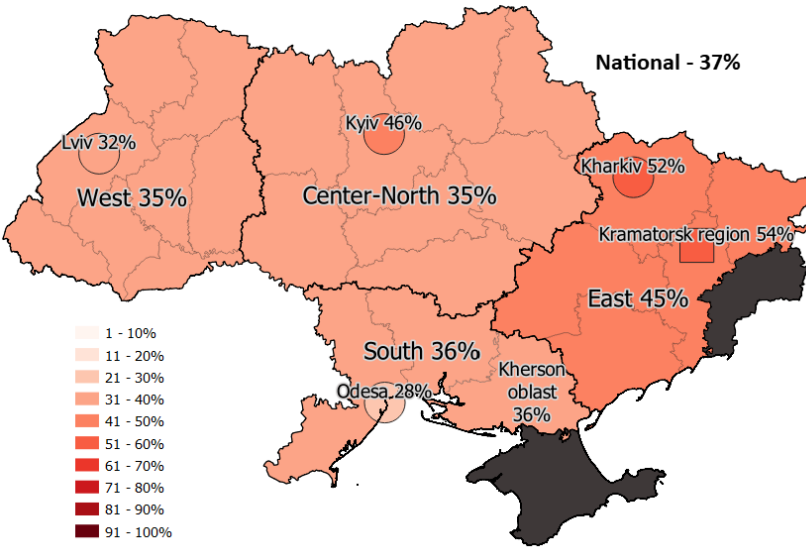 National - 37%
Kyiv 46%
Lviv 32%
Kharkiv 52%
West 35%
Center-North 35%
Kramatorsk region 54%
East 45%
South 36%
Kherson
oblast
36%
Odesa 28%
1 - 10%
11 - 20%
21 - 30%
31 - 40%
41 - 50%
51 - 60%
61 - 70%
71 - 80%
81 - 90%
91 - 100%